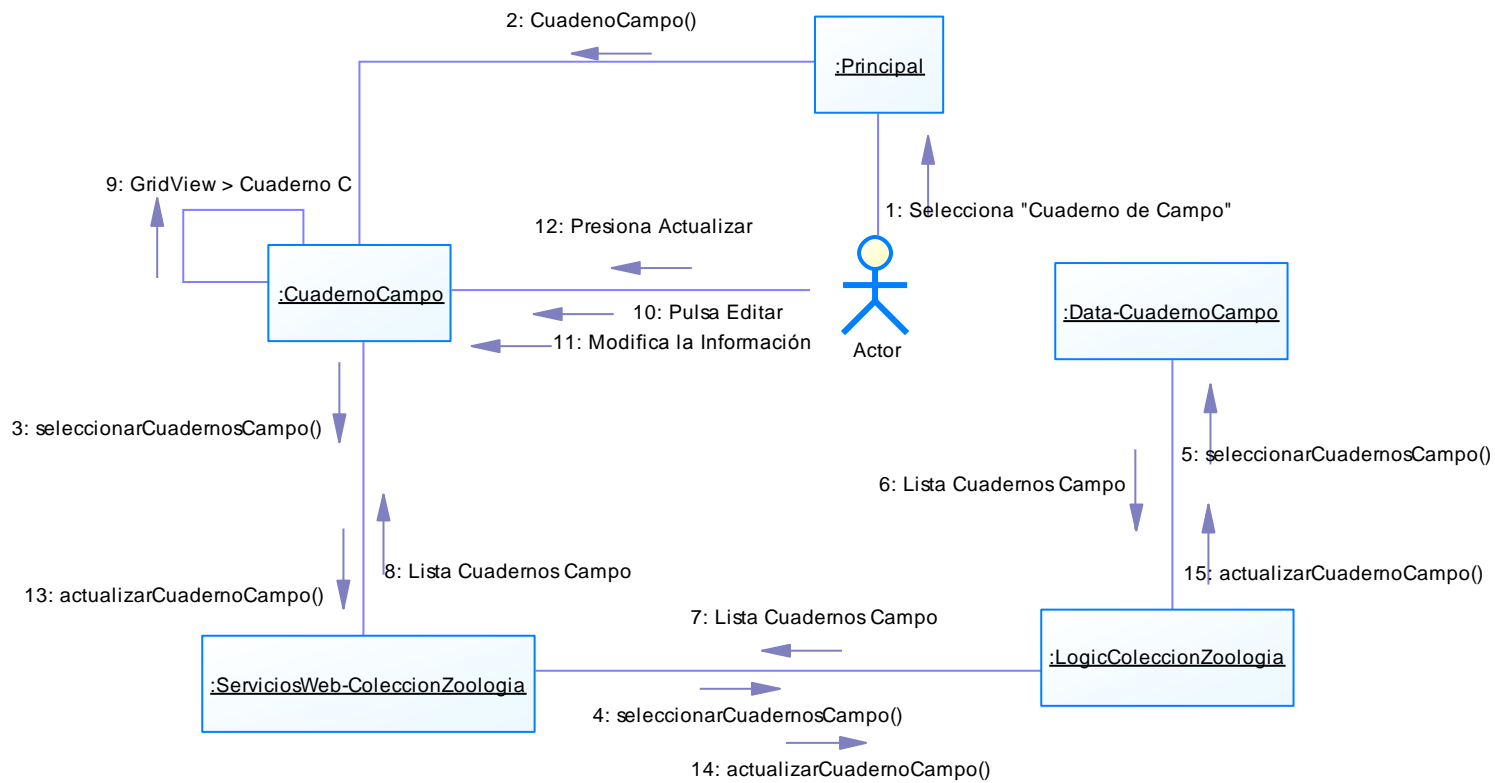 2: CuadenoCampo()
:Principal
9: GridView > Cuaderno C
1: Selecciona "Cuaderno de Campo"
12: Presiona Actualizar
:CuadernoCampo
:Data-CuadernoCampo
10: Pulsa Editar
11: Modifica la Información
Actor
3: seleccionarCuadernosCampo()
5: seleccionarCuadernosCampo()
6: Lista Cuadernos Campo
8: Lista Cuadernos Campo
15: actualizarCuadernoCampo()
13: actualizarCuadernoCampo()
7: Lista Cuadernos Campo
:LogicColeccionZoologia
:ServiciosWeb-ColeccionZoologia
4: seleccionarCuadernosCampo()
14: actualizarCuadernoCampo()